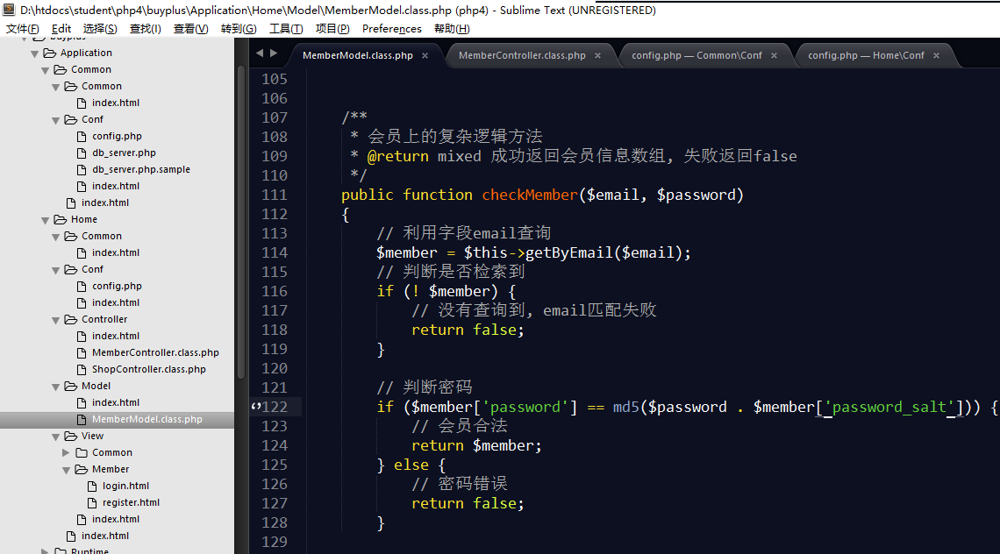 D:\htdocs\student\php4\buyplus\Application\Home\Model\MemberModel.class.php (php4) - Sublime Text (UNREGISTERED)
文件(F) Edit 选择(S) 查找(I) 查看(V) 转到(G) 工具(T) 项目(P) Preferences 帮助(H)
buyplus
Application
Common
Common
index.html
Conf
config.php
db_server.php
db_server.php.sample
index.html
index.html
Home
Common
index.html
Conf
config.php
index.html
Controller
index.html
MemberController.class.php
ShopController.class.php
Model
index.html
MemberModel.class.php
View
Common
Member
login.html
register.html
index.html
index.html
Runtime
MemberModel.class.php × MemberController.class.php × config.php — Common\Conf × config.php — Home\Conf ×
105
106
107 /**
108 * 会员上的复杂逻辑方法
109 * @return mixed 成功返回会员信息数组, 失败返回false
110 */
111 public function checkMember($email, $password)
112 {
113 // 利用字段email查询
114 $member = $this->getByEmail($email);
115 // 判断是否检索到
116 if (! $member) {
117 // 没有查询到, email匹配失败
118 return false;
119 }
120
121 // 判断密码
122 if ($member['password'] == md5($password . $member['password_salt'])) {
123 // 会员合法
124 return $member;
125 } else {
126 // 密码错误
127 return false;
128 }
129